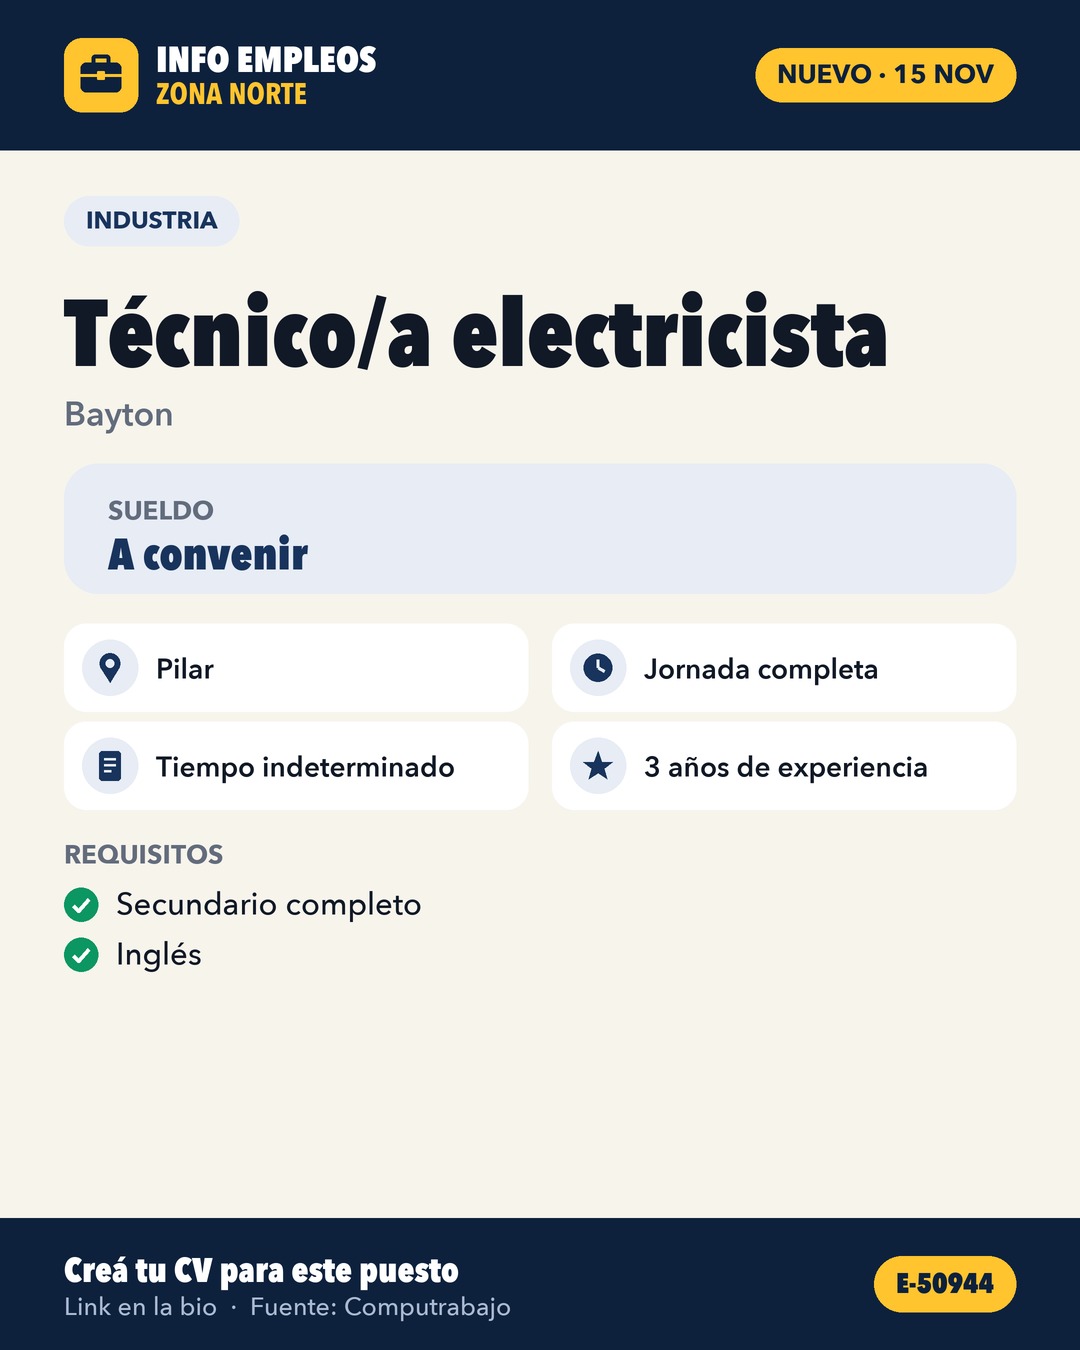 INFO EMPLEOS
ZONA NORTE
NUEVO · 15 NOV
INDUSTRIA
Técnico/a electricista
Bayton
SUELDO
A convenir
Pilar
Jornada completa
Tiempo indeterminado
3 años de experiencia
REQUISITOS
Secundario completo
Inglés
Creá tu CV para este puesto
Link en la bio · Fuente: Computrabajo
E-50944